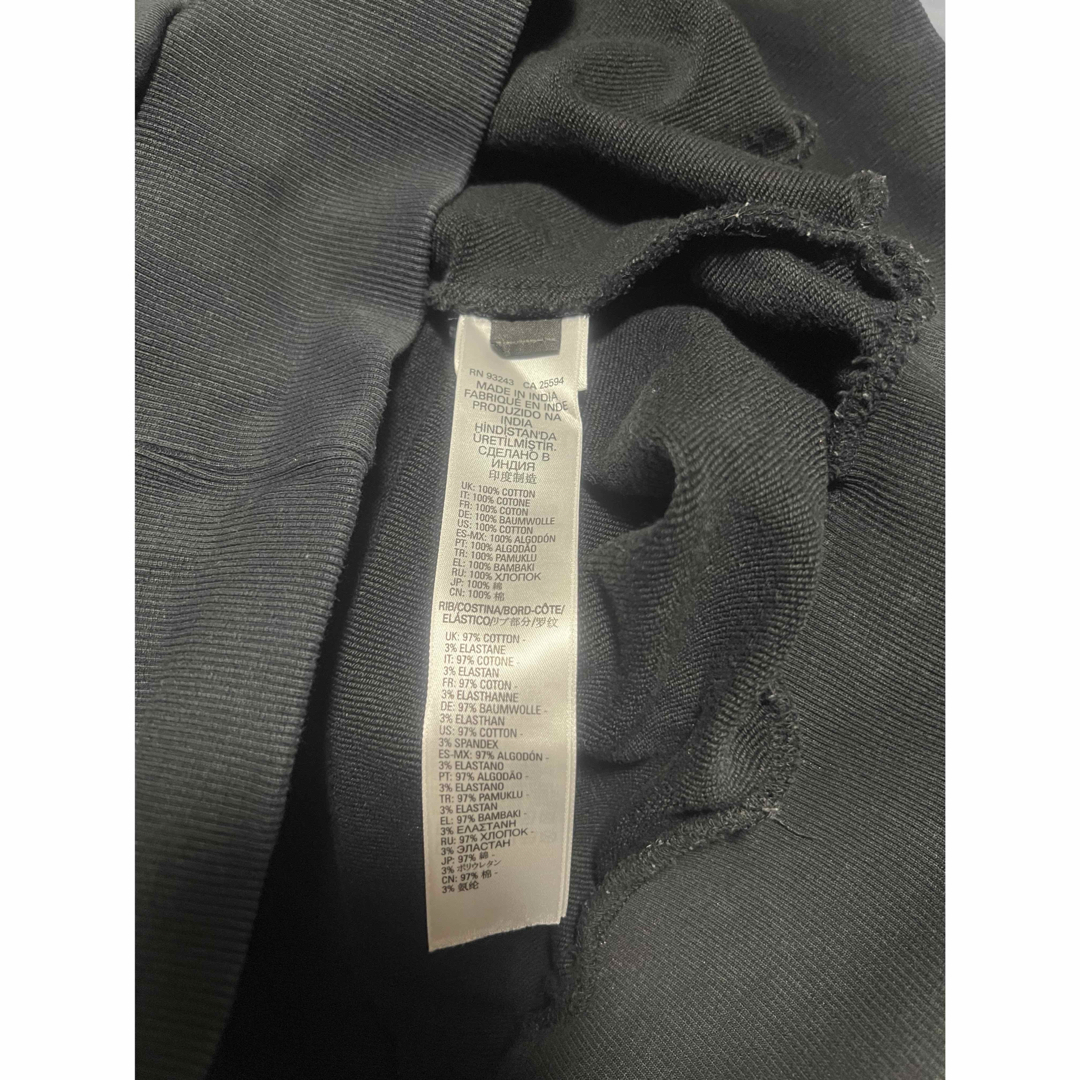 RN 93243 CA 25594
MADE IN INDIA
FABRIQUÉ EN INDE
PRODUZIDO NA
INDIA
HİNDİSTAN'DA
ÜRETİLMİŞTİR.
СДЕЛАНО В
ИНДИЯ
印度制造
UK: 100% COTTON
IT: 100% COTONE
FR: 100% COTON
DE: 100% BAUMWOLLE
US: 100% COTTON
ES-MX: 100% ALGODÓN
PT: 100% ALGODÃO
TR: 100% PAMUKLU
EL: 100% BAMBAKI
RU: 100% ХЛОПОК
JP: 100% 綿
CN: 100% 棉
RIB/COSTINA/BORD-CÔTE/
ELÁSTICO/リブ部分/罗纹
UK: 97% COTTON -
3% ELASTANE
IT: 97% COTONE -
3% ELASTAN
FR: 97% COTON -
3% ELASTHANNE
DE: 97% BAUMWOLLE -
3% ELASTHAN
US: 97% COTTON -
3% SPANDEX
ES-MX: 97% ALGODÓN -
3% ELASTANO
PT: 97% ALGODÃO -
3% ELASTANO
TR: 97% PAMUKLU -
3% ELASTAN
EL: 97% BAMBAKI -
3% ΕΛΑΣΤΑΝΗ
RU: 97% ХЛОПОК -
3% ЭЛАСТАН
JP: 97% 綿 -
3% ポリウレタン
CN: 97% 棉 -
3% 氨纶